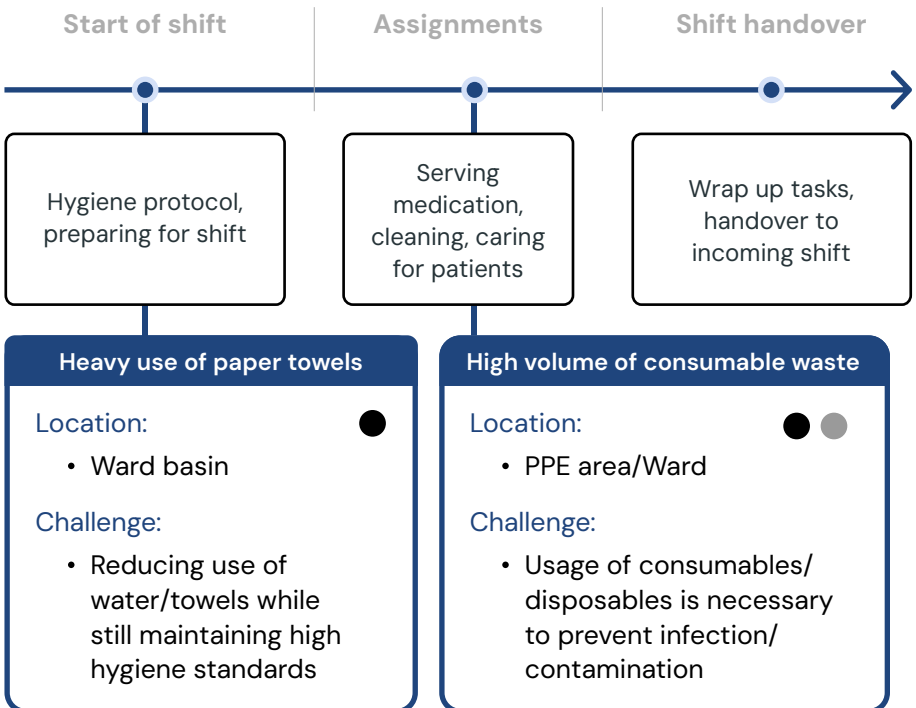 Start of shift
Assignments
Shift handover
Hygiene protocol,
preparing for shift
Serving
medication,
cleaning, caring
for patients
Wrap up tasks,
handover to
incoming shift
Heavy use of paper towels
Location:
• Ward basin
Challenge:
• Reducing use of
water/towels while
still maintaining high
hygiene standards
High volume of consumable waste
Location:
• PPE area/Ward
Challenge:
• Usage of consumables/
disposables is necessary
to prevent infection/
contamination